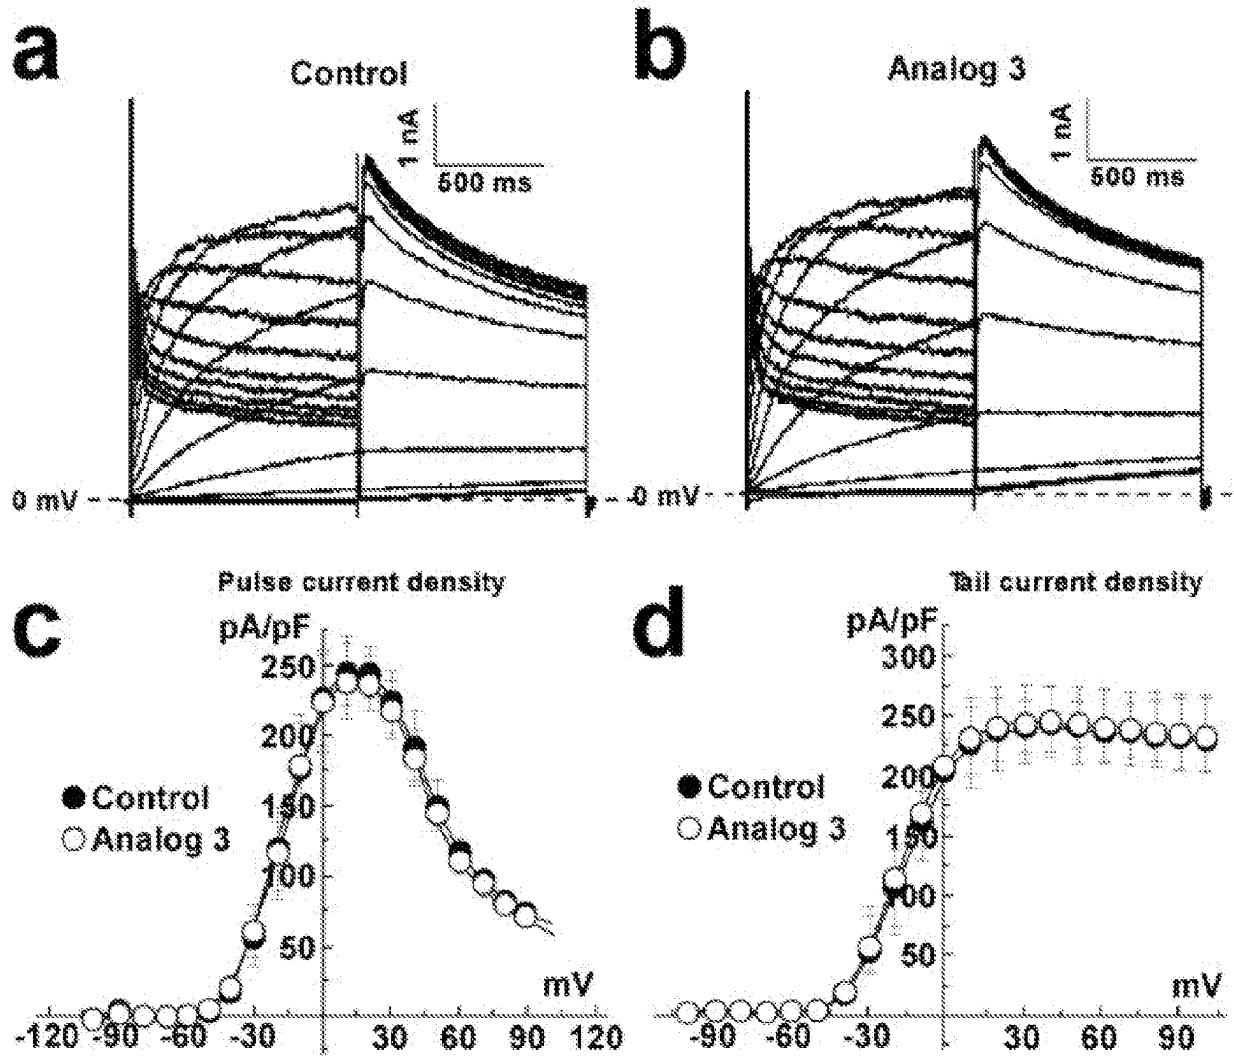 a
Control
1 nA
500 ms
0 mV
b
Analog 3
1 nA
500 ms
0 mV
c
Pulse current density
pA/pF
250
200
150
100
50
Control
Analog 3
mV
-120 -90 -60 -30 30 60 90 120
d
Tail current density
pA/pF
300
250
200
150
100
50
Control
Analog 3
mV
-90 -60 -30 30 60 90